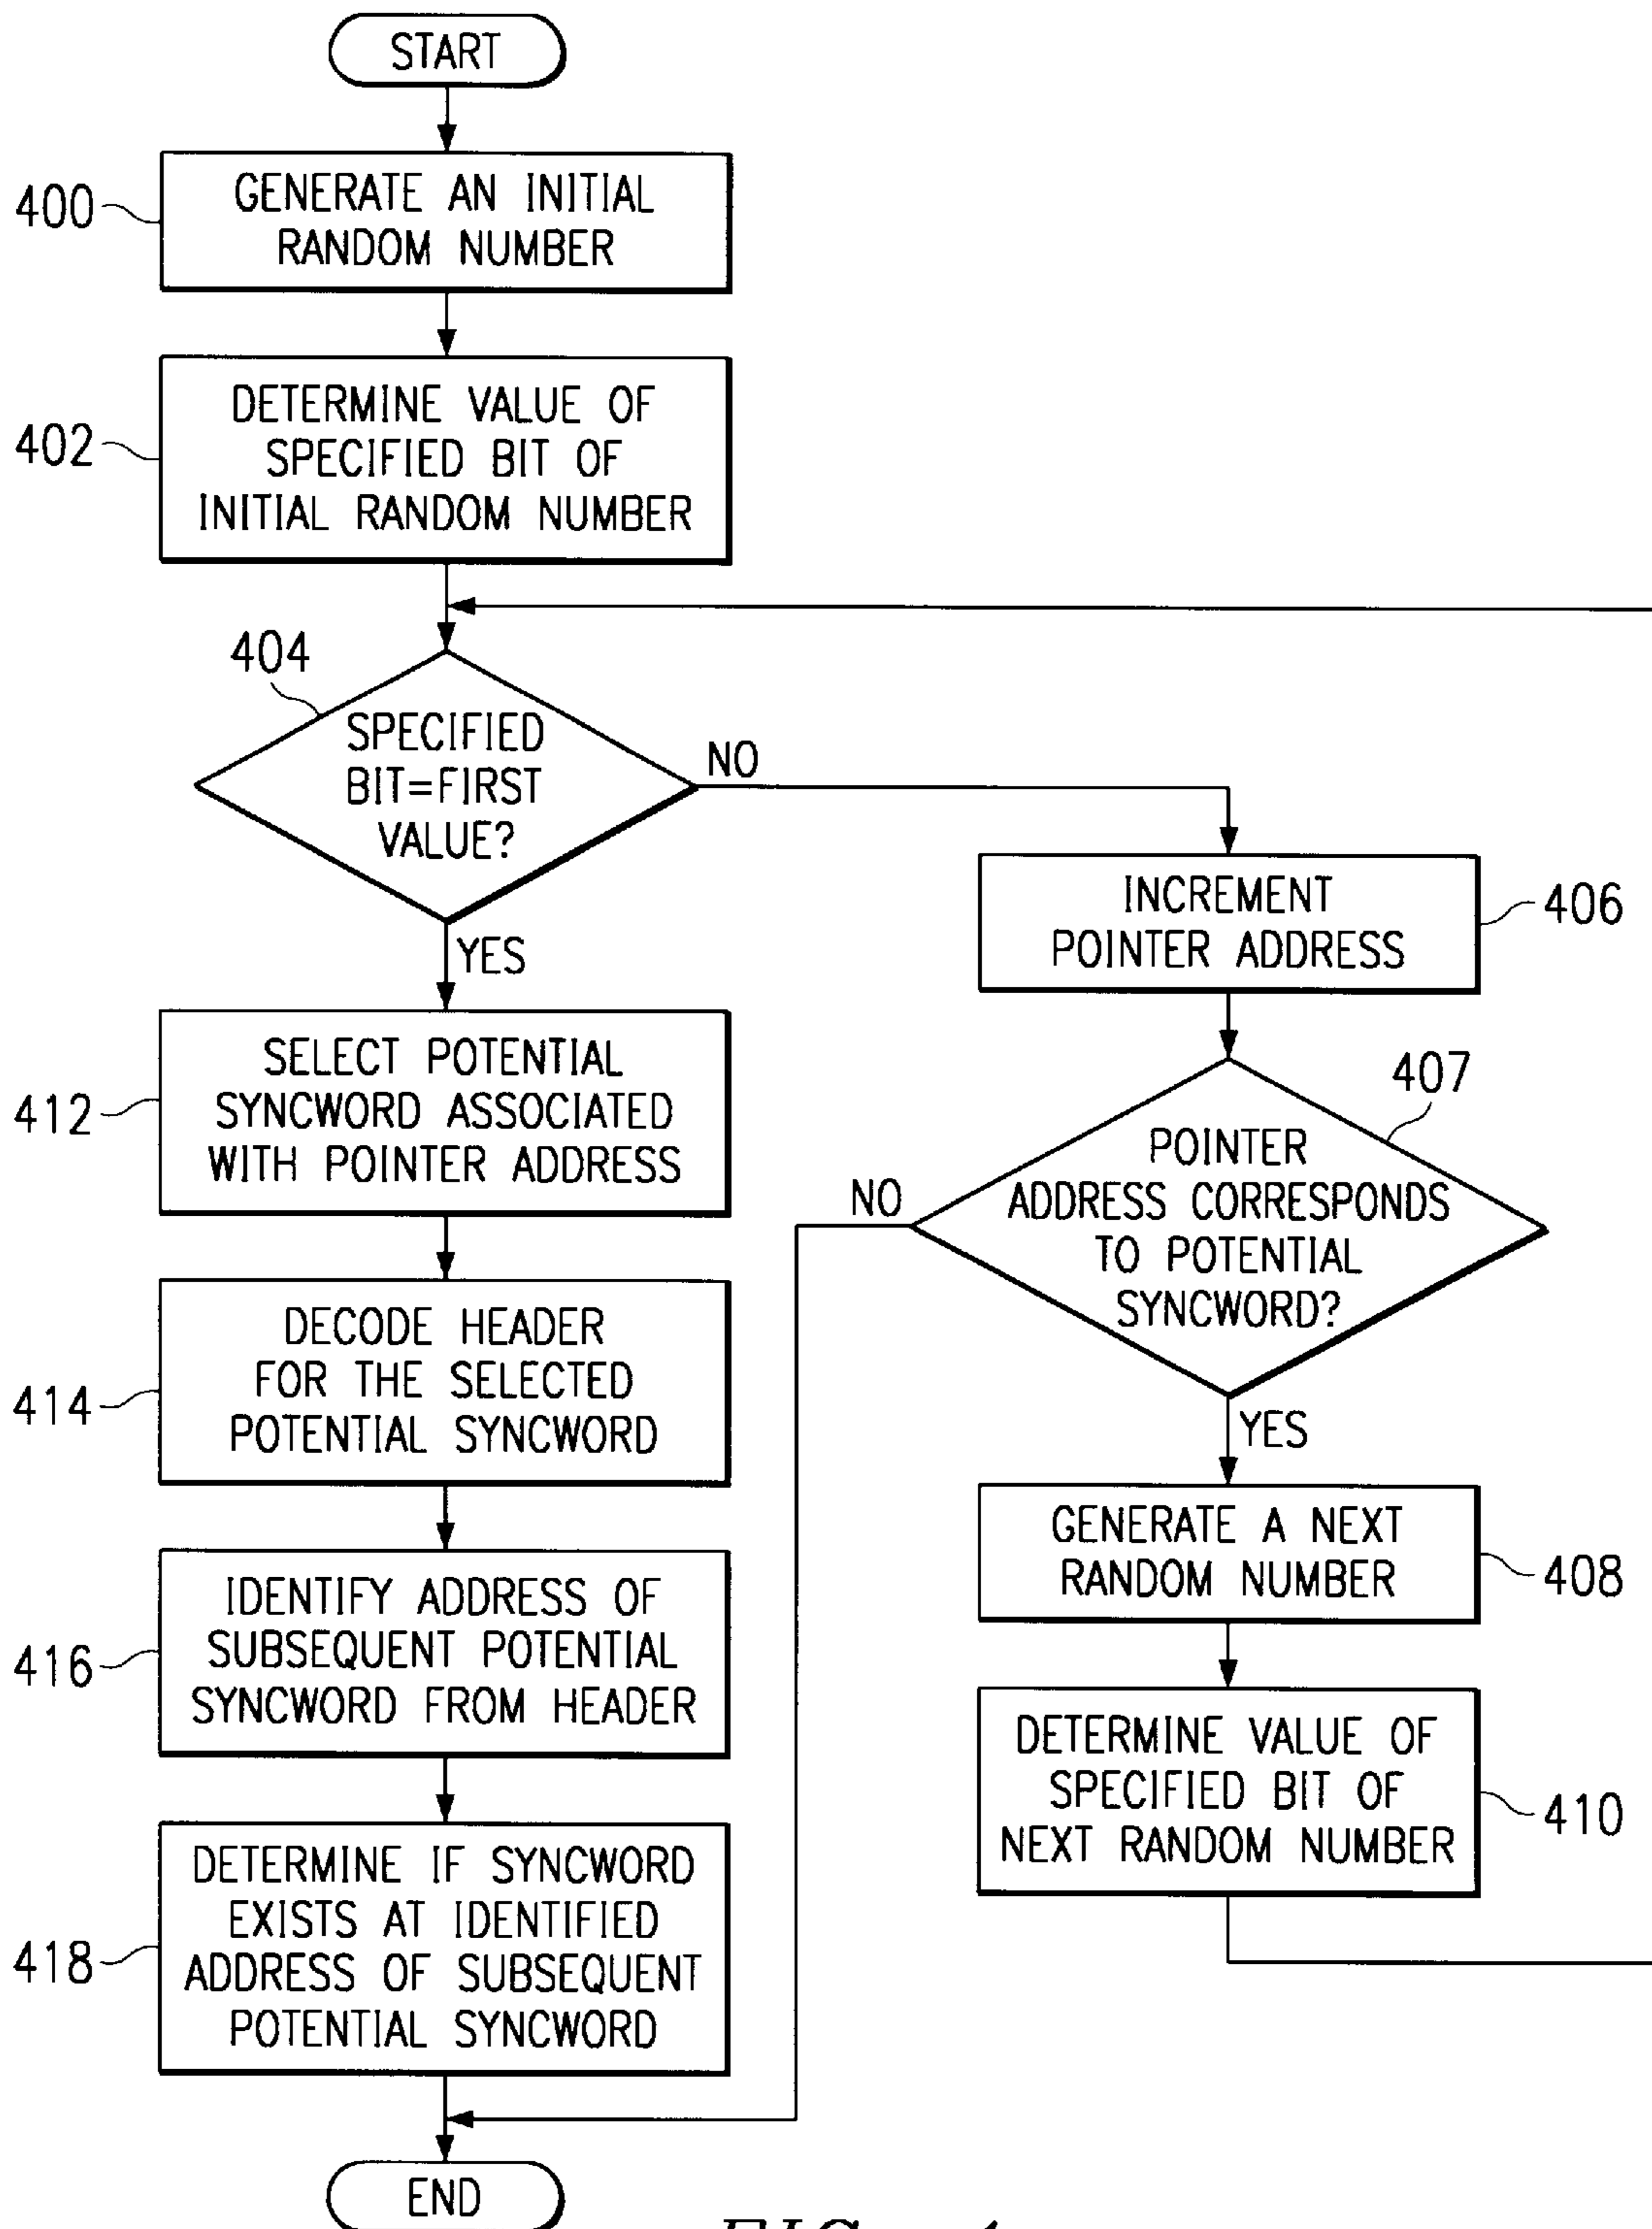 START
400
GENERATE AN INITIAL
RANDOM NUMBER
402
DETERMINE VALUE OF
SPECIFIED BIT OF
INITIAL RANDOM NUMBER
404
SPECIFIED
BIT=FIRST
VALUE?
NO
YES
INCREMENT
POINTER ADDRESS
406
407
POINTER
ADDRESS CORRESPONDS
TO POTENTIAL
SYNCWORD?
NO
YES
412
SELECT POTENTIAL
SYNCWORD ASSOCIATED
WITH POINTER ADDRESS
414
DECODE HEADER
FOR THE SELECTED
POTENTIAL SYNCWORD
GENERATE A NEXT
RANDOM NUMBER
408
416
IDENTIFY ADDRESS OF
SUBSEQUENT POTENTIAL
SYNCWORD FROM HEADER
DETERMINE VALUE OF
SPECIFIED BIT OF
NEXT RANDOM NUMBER
410
418
DETERMINE IF SYNCWORD
EXISTS AT IDENTIFIED
ADDRESS OF SUBSEQUENT
POTENTIAL SYNCWORD
END